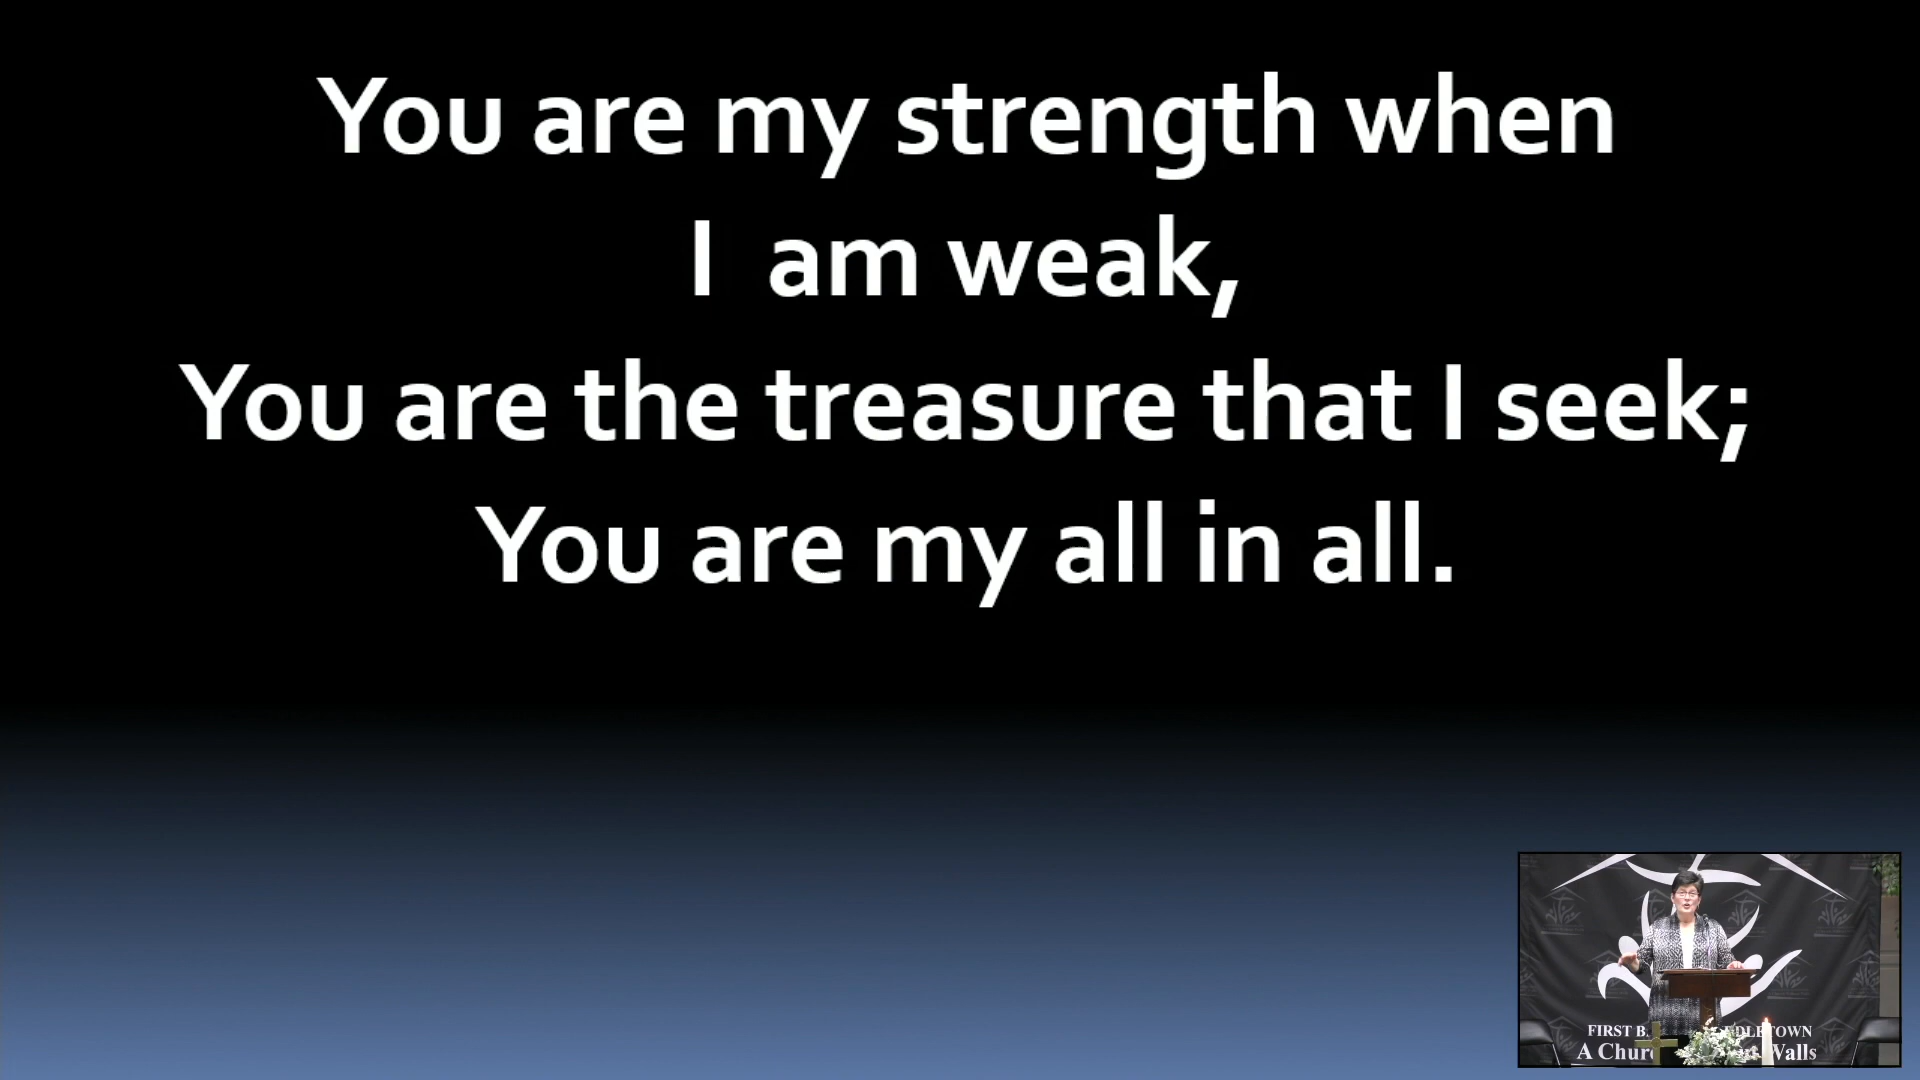 You are my strength when
I am weak,
You are the treasure that I seek;
You are my all in all.
FIRST B
DLETOWN
A Chur
Walls